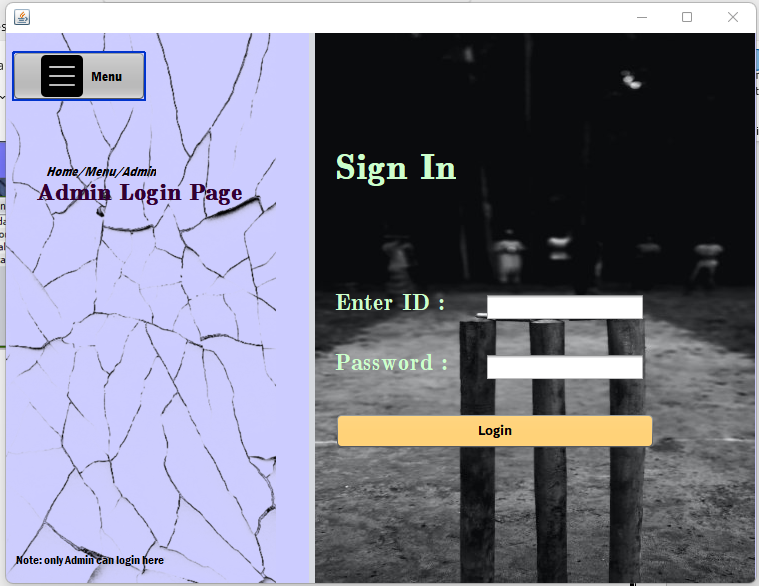 Menu
Home/Menu/Admin
Admin Login Page
Note: only Admin can login here
Sign In
Enter ID :
Password :
Login